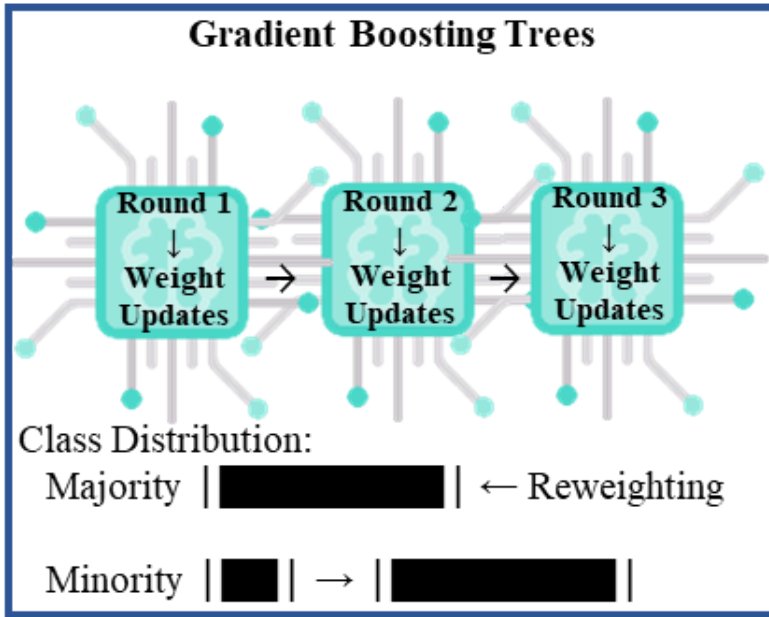 Gradient Boosting Trees
Round 1
↓
Weight
Updates
→
Round 2
↓
Weight
Updates
→
Round 3
↓
Weight
Updates
Class Distribution:
Majority | | ← Reweighting
Minority | | → | |